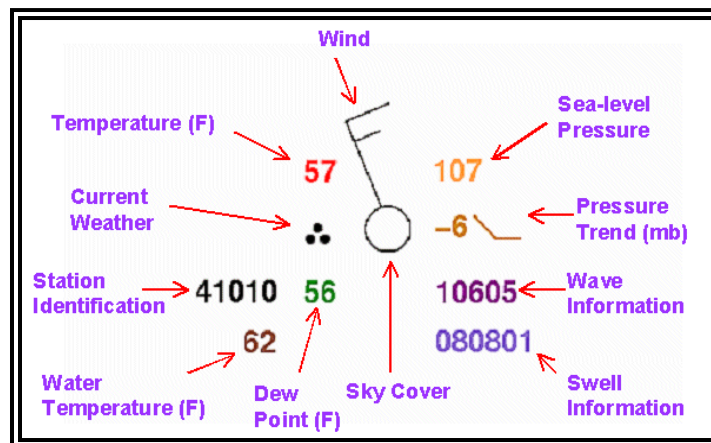 Wind
Temperature (F)
Sea-level
Pressure
57
107
Current
Weather
-6
Pressure
Trend (mb)
Station
Identification
41010
56
10605
Wave
Information
62
080801
Water
Temperature (F)
Dew
Point (F)
Sky Cover
Swell
Information